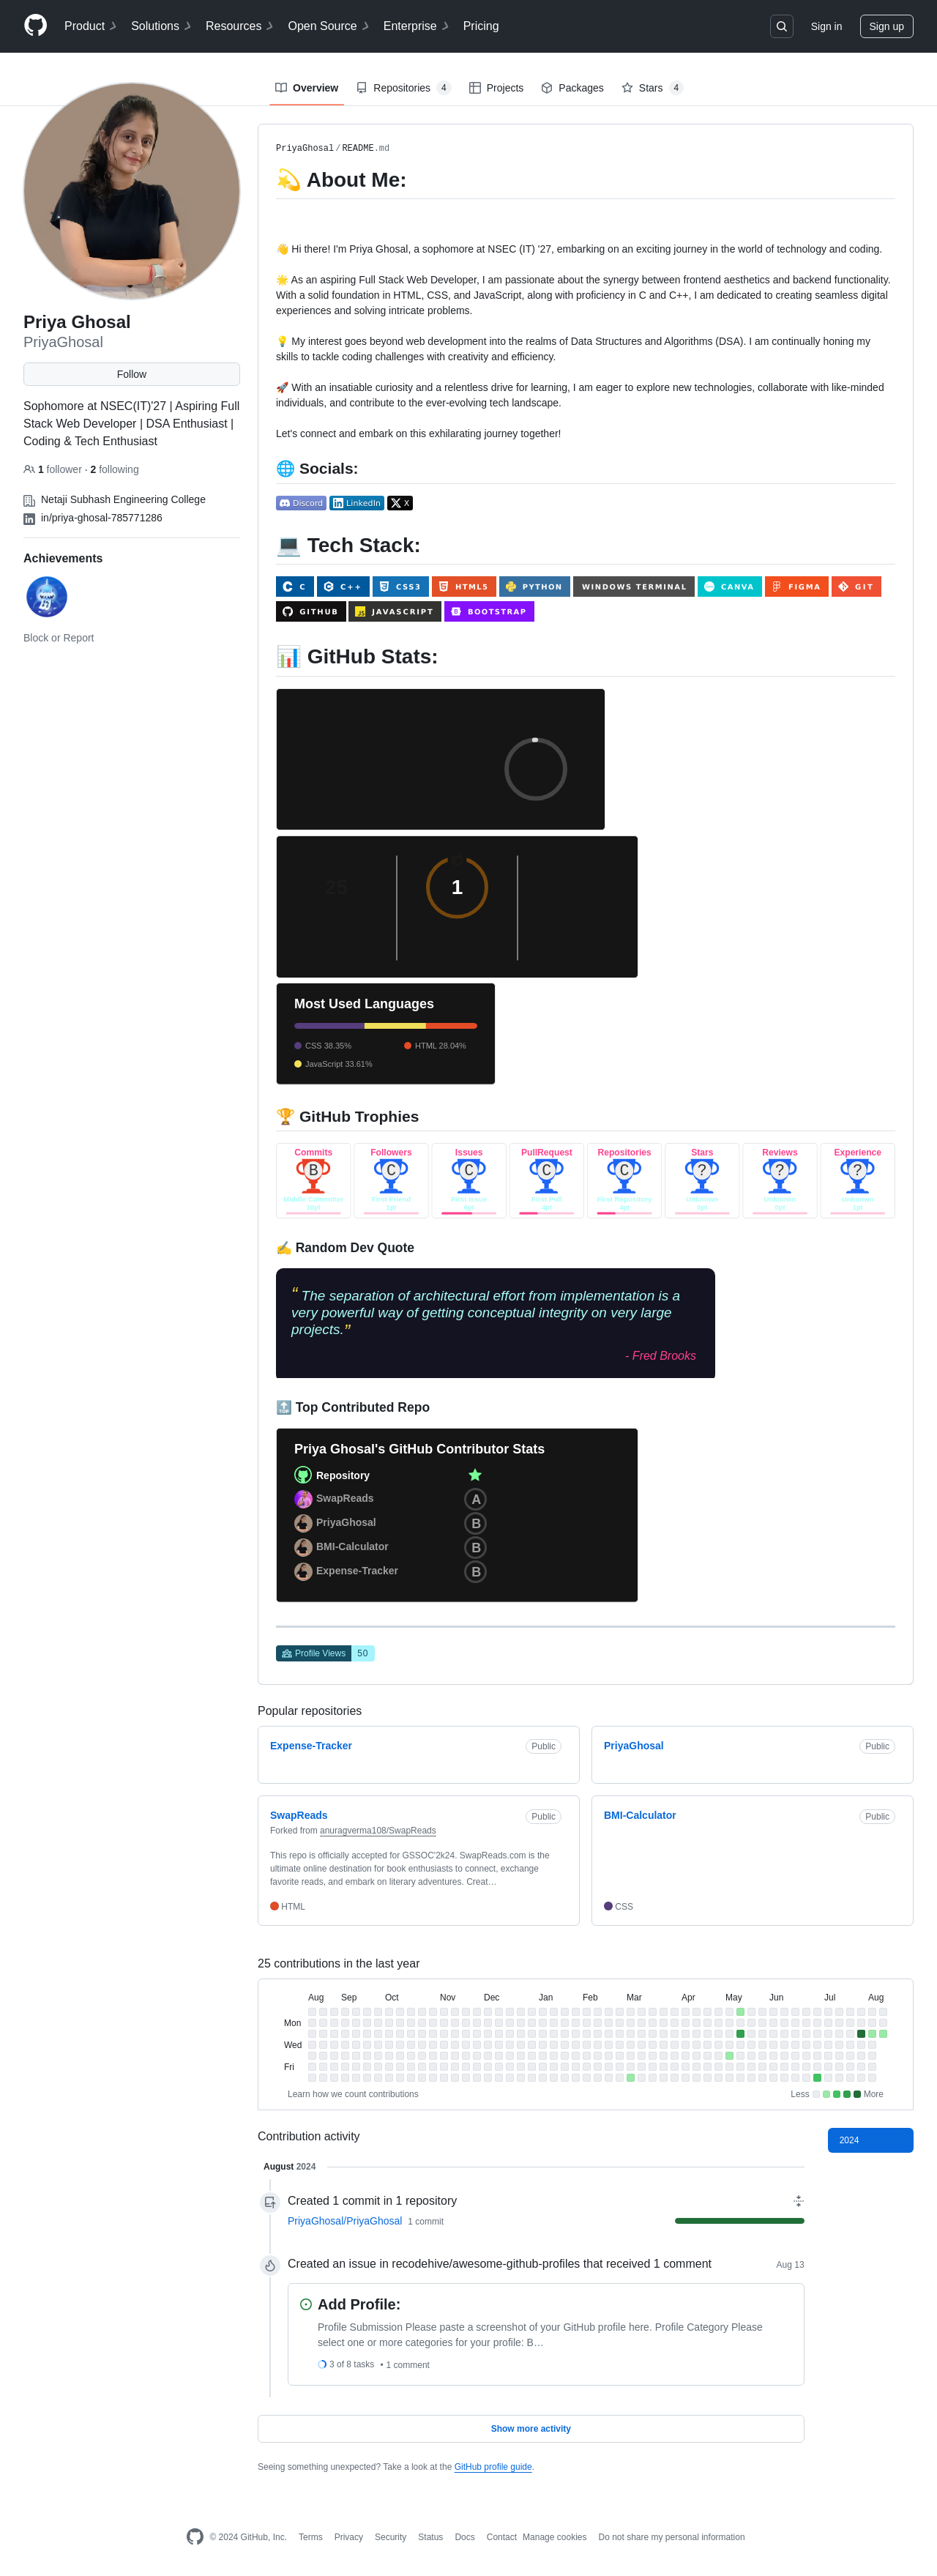 Product Solutions Resources Open Source Enterprise Pricing Sign in Sign up
Overview Repositories 4 Projects Packages Stars 4
Priya Ghosal
PriyaGhosal
Follow
Sophomore at NSEC(IT)'27 | Aspiring Full
Stack Web Developer | DSA Enthusiast |
Coding & Tech Enthusiast
1 follower · 2 following
Netaji Subhash Engineering College
in/priya-ghosal-785771286
Achievements
Block or Report
PriyaGhosal/README.md
💫 About Me:
👋 Hi there! I'm Priya Ghosal, a sophomore at NSEC (IT) '27, embarking on an exciting journey in the world of technology and coding.
🌟 As an aspiring Full Stack Web Developer, I am passionate about the synergy between frontend aesthetics and backend functionality.
With a solid foundation in HTML, CSS, and JavaScript, along with proficiency in C and C++, I am dedicated to creating seamless digital
experiences and solving intricate problems.
💡 My interest goes beyond web development into the realms of Data Structures and Algorithms (DSA). I am continually honing my
skills to tackle coding challenges with creativity and efficiency.
🚀 With an insatiable curiosity and a relentless drive for learning, I am eager to explore new technologies, collaborate with like-minded
individuals, and contribute to the ever-evolving tech landscape.
Let's connect and embark on this exhilarating journey together!
🌐 Socials:
Discord LinkedIn X
💻 Tech Stack:
C C++ CSS3 HTML5 PYTHON WINDOWS TERMINAL CANVA FIGMA GIT
GITHUB JAVASCRIPT BOOTSTRAP
📊 GitHub Stats:
25 1
Most Used Languages
CSS 38.35% HTML 28.04%
JavaScript 33.61%
🏆 GitHub Trophies
Commits Followers Issues PullRequest Repositories Stars Reviews Experience
B C C C C ? ? ?
✍️ Random Dev Quote
“ The separation of architectural effort from implementation is a
very powerful way of getting conceptual integrity on very large
projects.”
- Fred Brooks
🔝 Top Contributed Repo
Priya Ghosal's GitHub Contributor Stats
Repository
SwapReads A
PriyaGhosal B
BMI-Calculator B
Expense-Tracker B
Profile Views 50
Popular repositories
Expense-Tracker Public
PriyaGhosal Public
SwapReads Public
Forked from anuragverma108/SwapReads
This repo is officially accepted for GSSOC'2k24. SwapReads.com is the
ultimate online destination for book enthusiasts to connect, exchange
favorite reads, and embark on literary adventures. Creat…
HTML
BMI-Calculator Public
CSS
25 contributions in the last year
Aug Sep Oct Nov Dec Jan Feb Mar Apr May Jun Jul Aug
Mon
Wed
Fri
Learn how we count contributions Less More
Contribution activity
2024
August 2024
Created 1 commit in 1 repository
PriyaGhosal/PriyaGhosal 1 commit
Created an issue in recodehive/awesome-github-profiles that received 1 comment Aug 13
Add Profile:
Profile Submission Please paste a screenshot of your GitHub profile here. Profile Category Please
select one or more categories for your profile: B…
3 of 8 tasks • 1 comment
Show more activity
Seeing something unexpected? Take a look at the GitHub profile guide.
© 2024 GitHub, Inc. Terms Privacy Security Status Docs Contact Manage cookies Do not share my personal information